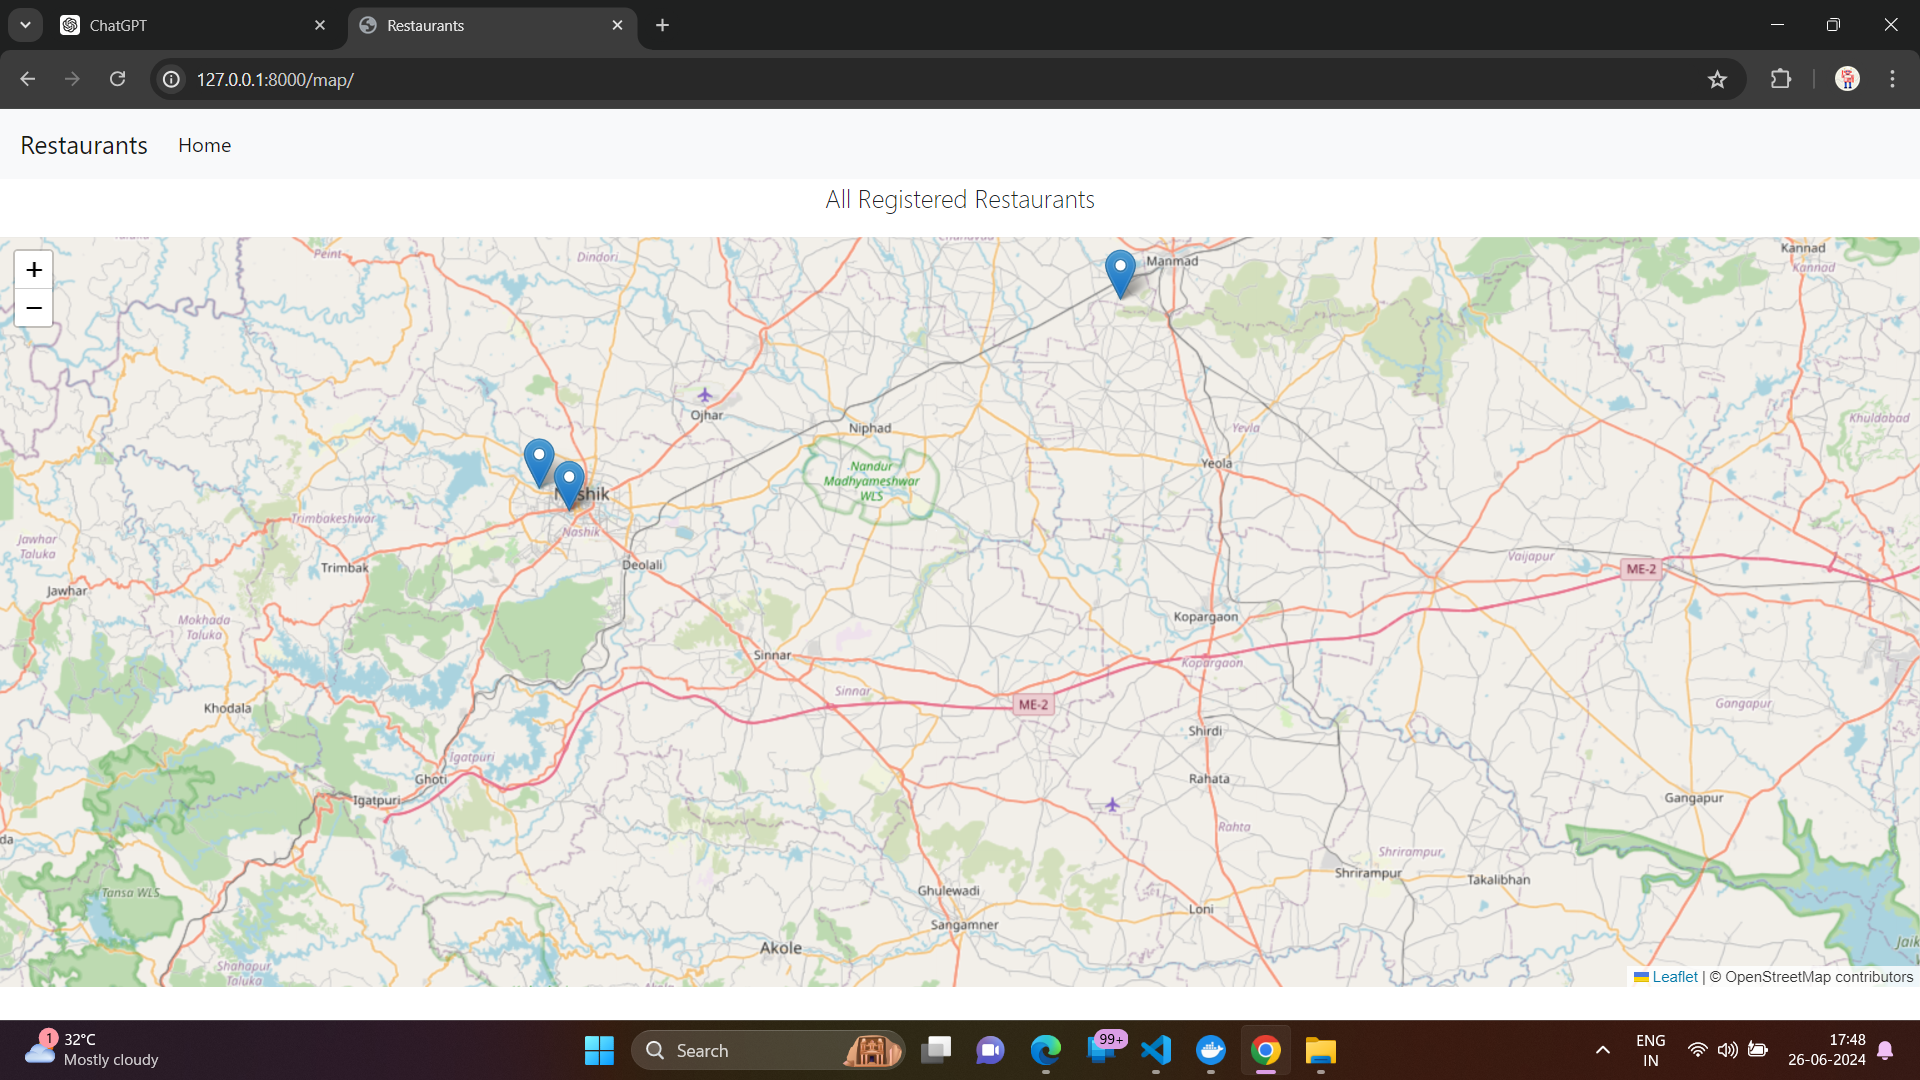 ChatGPT
Restaurants
127.0.0.1:8000/map/
Restaurants Home
All Registered Restaurants
+
−
Peint
Dindori
Manmad
Kannad
Kannad
Ojhar
Niphad
Yevla
Khuldabad
Yeola
Nandur
Madhyameshwar
WLS
Trimbakeshwar
Nashik
Jawhar
Taluka
Trimbak
Deolali
Vaijapur
ME-2
Jawhar
Mokhada
Taluka
Kopargaon
Kopargaon
Sinnar
Sinnar
Khodala
ME-2
Gangapur
Shirdi
Igatpuri
Ghoti
Rahata
Igatpuri
Gangapur
da
Rahta
Shrirampur
Shrirampur
Takalibhan
Tansa WLS
Ghulewadi
Loni
Sangamner
Akole
Jaik
Shahapur
Taluka
Leaflet | © OpenStreetMap contributors
1
32°C
Mostly cloudy
Search
99+
ENG
IN
17:48
26-06-2024